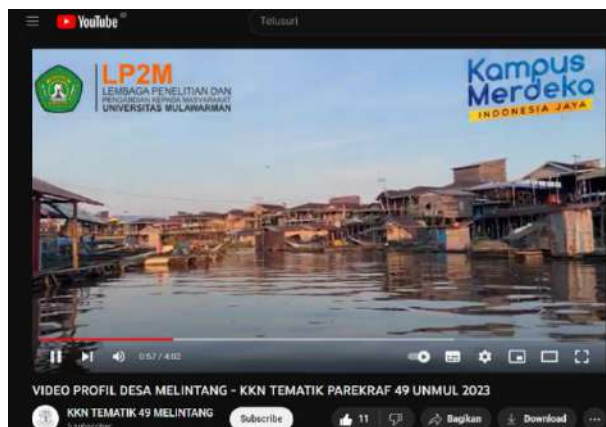 YouTube
Telusuri
LP2M
LEMBAGA PENELITIAN DAN
PENGABDIAN KEPADA MASYARAKAT
UNIVERSITAS MULAWARMAN
Kampus
Merdeka
INDONESIA JAYA
0:57 / 4:02
VIDEO PROFIL DESA MELINTANG - KKN TEMATIK PAREKRAF 49 UNMUL 2023
KKN TEMATIK 49 MELINTANG
Subscribe
11
Bagikan
Download